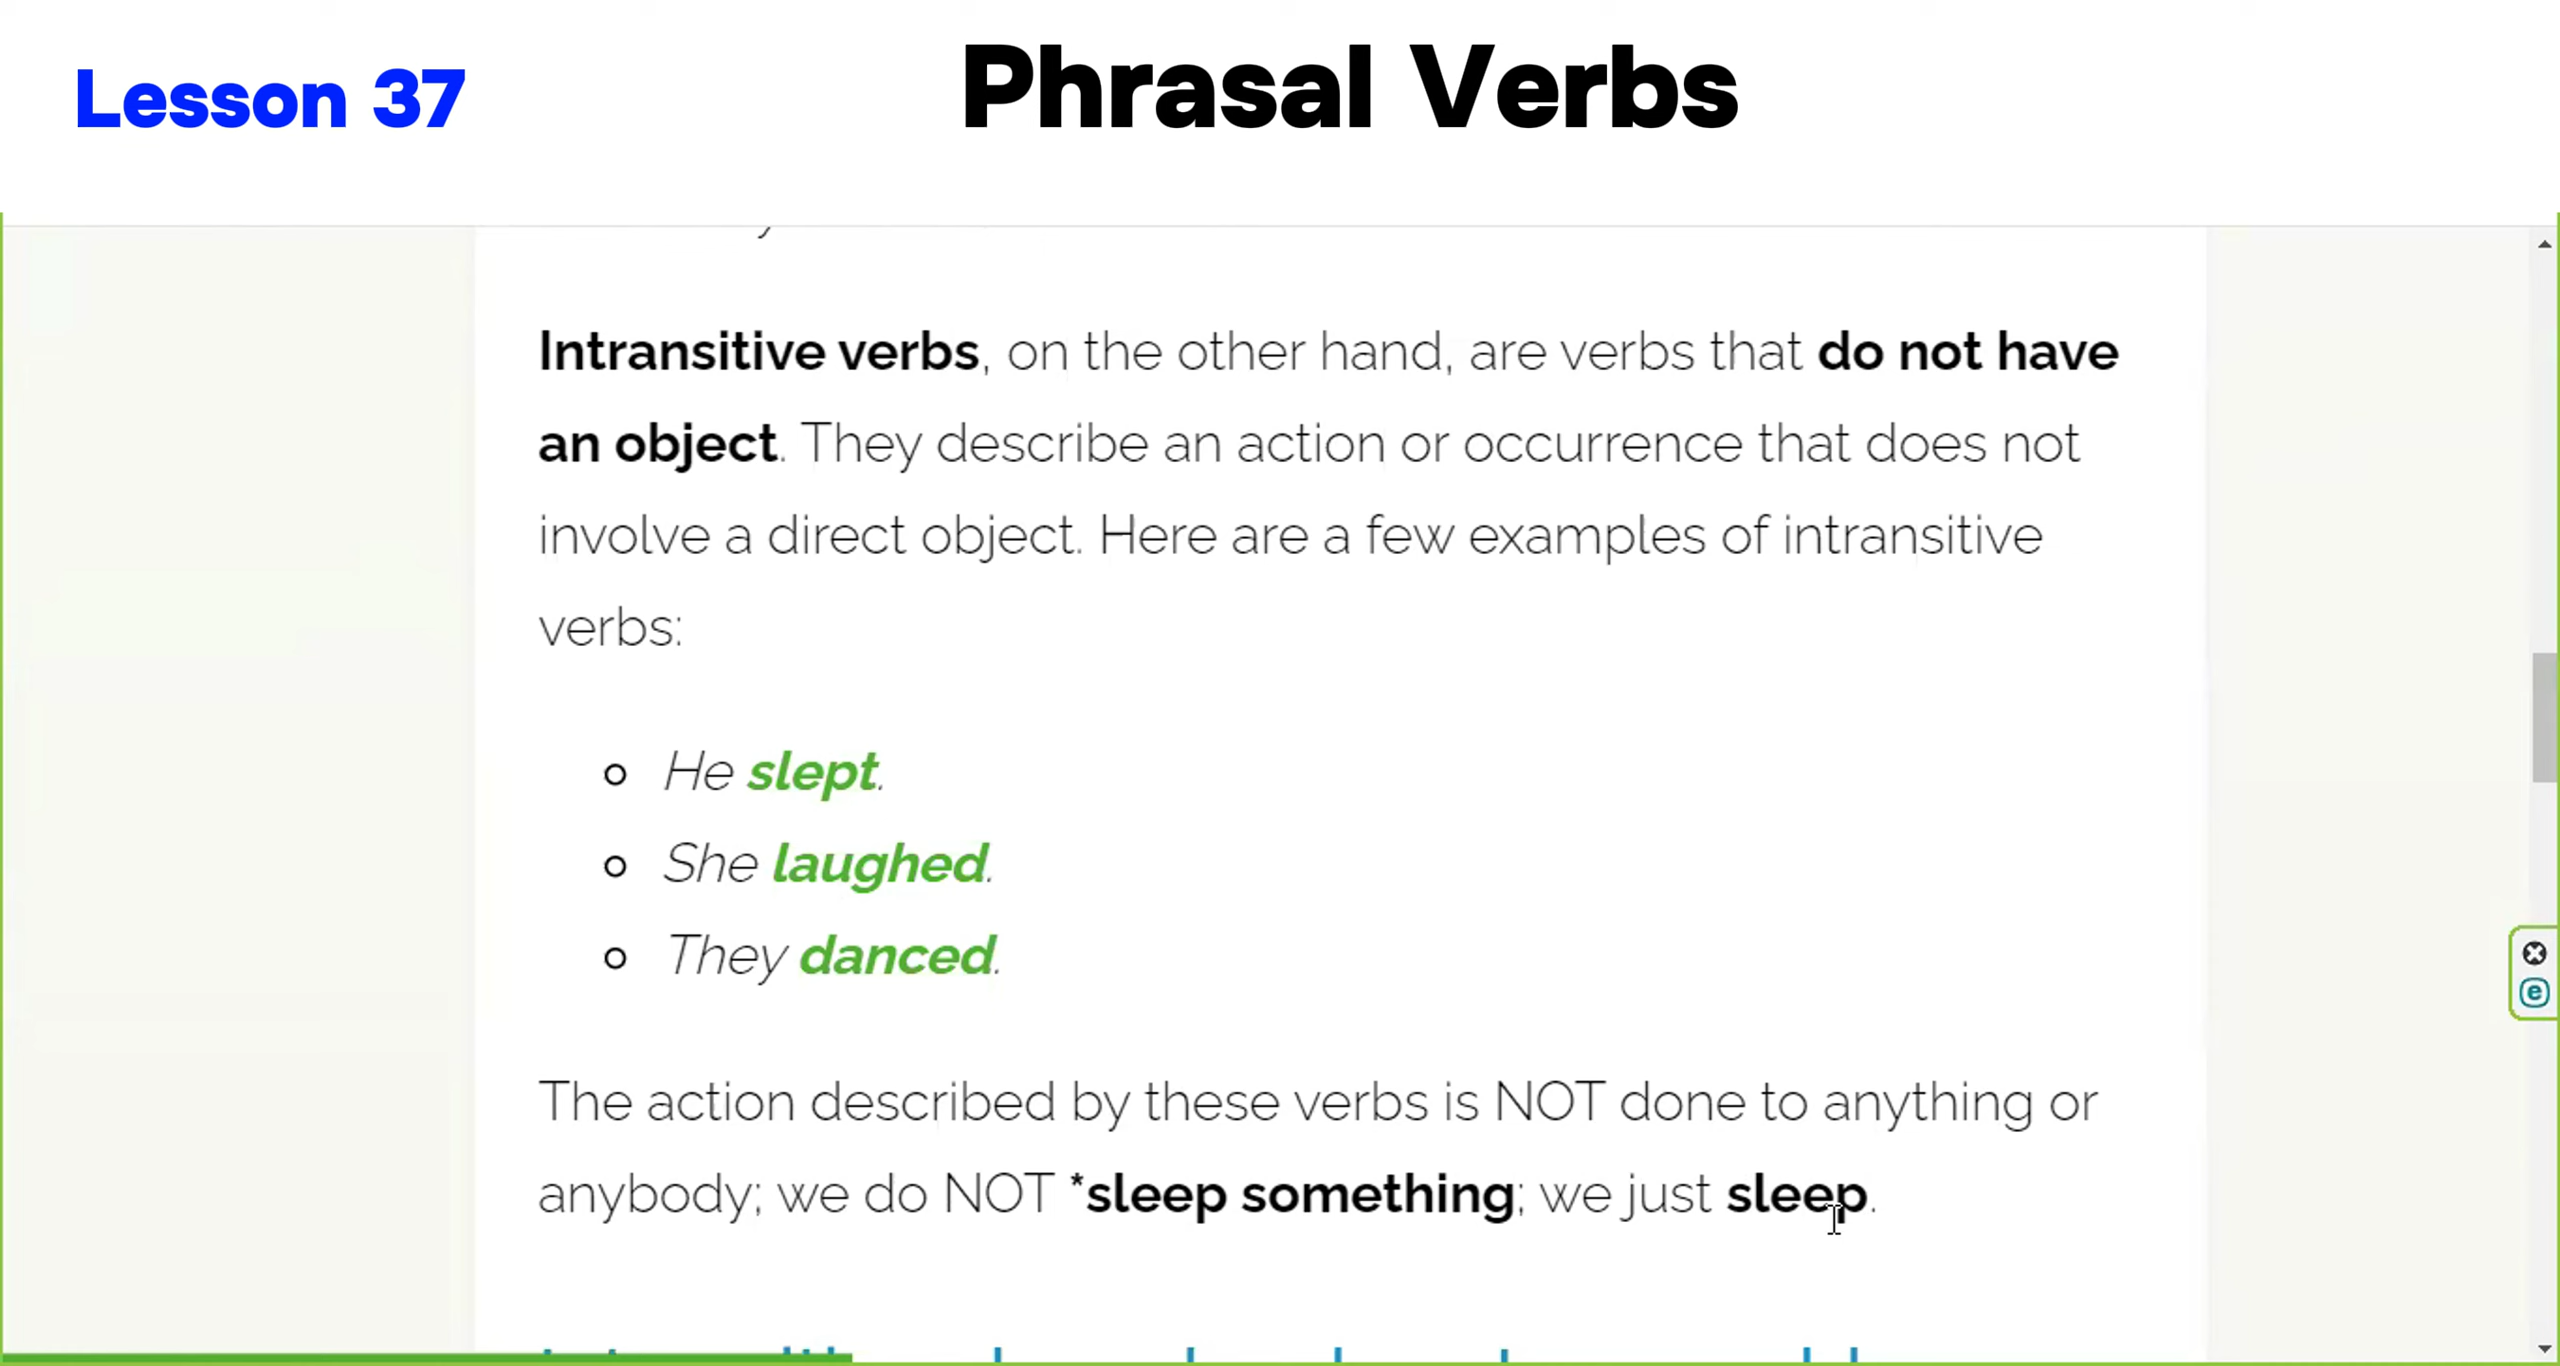 Lesson 37
Phrasal Verbs
Intransitive verbs, on the other hand, are verbs that do not have
an object. They describe an action or occurrence that does not
involve a direct object. Here are a few examples of intransitive
verbs:
He slept.
She laughed.
They danced.
The action described by these verbs is NOT done to anything or
anybody; we do NOT *sleep something; we just sleep.
e